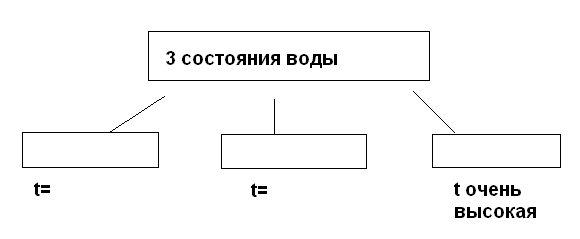 3 состояния воды
t=
t=
t очень
высокая